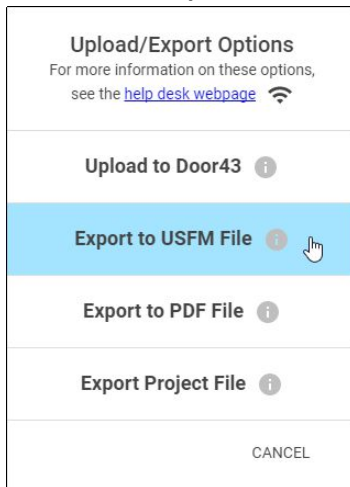 Upload/Export Options
For more information on these options,
see the help desk webpage
Upload to Door43
Export to USFM File
Export to PDF File
Export Project File
CANCEL